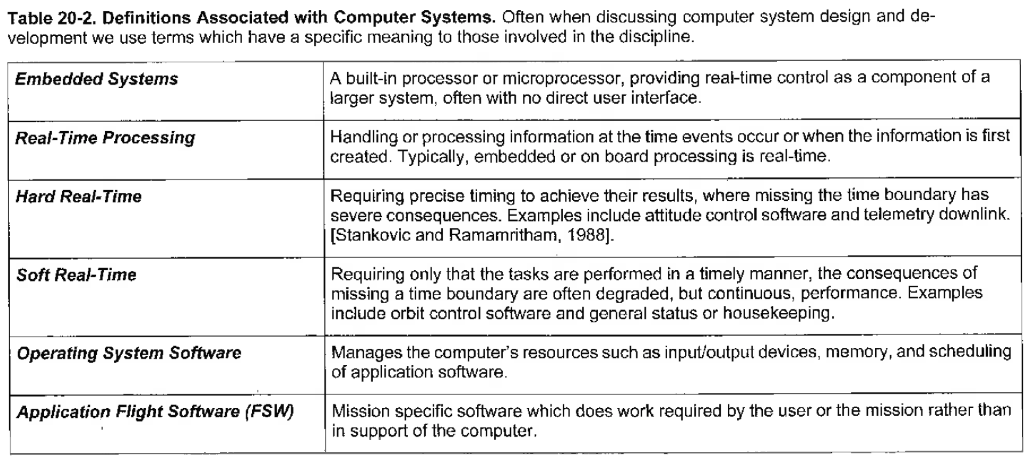 Table 20-2. Definitions Associated with Computer Systems. Often when discussing computer system design and de-
velopment we use terms which have a specific meaning to those involved in the discipline.
Embedded Systems
A built-in processor or microprocessor, providing real-time control as a component of a
larger system, often with no direct user interface.
Real-Time Processing
Handling or processing information at the time events occur or when the information is first
created. Typically, embedded or on board processing is real-time.
Hard Real-Time
Requiring precise timing to achieve their results, where missing the time boundary has
severe consequences. Examples include attitude control software and telemetry downlink.
[Stankovic and Ramamritham, 1988].
Soft Real-Time
Requiring only that the tasks are performed in a timely manner, the consequences of
missing a time boundary are often degraded, but continuous, performance. Examples
include orbit control software and general status or housekeeping.
Operating System Software
Manages the computer's resources such as input/output devices, memory, and scheduling
of application software.
Application Flight Software (FSW)
Mission specific software which does work required by the user or the mission rather than
in support of the computer.